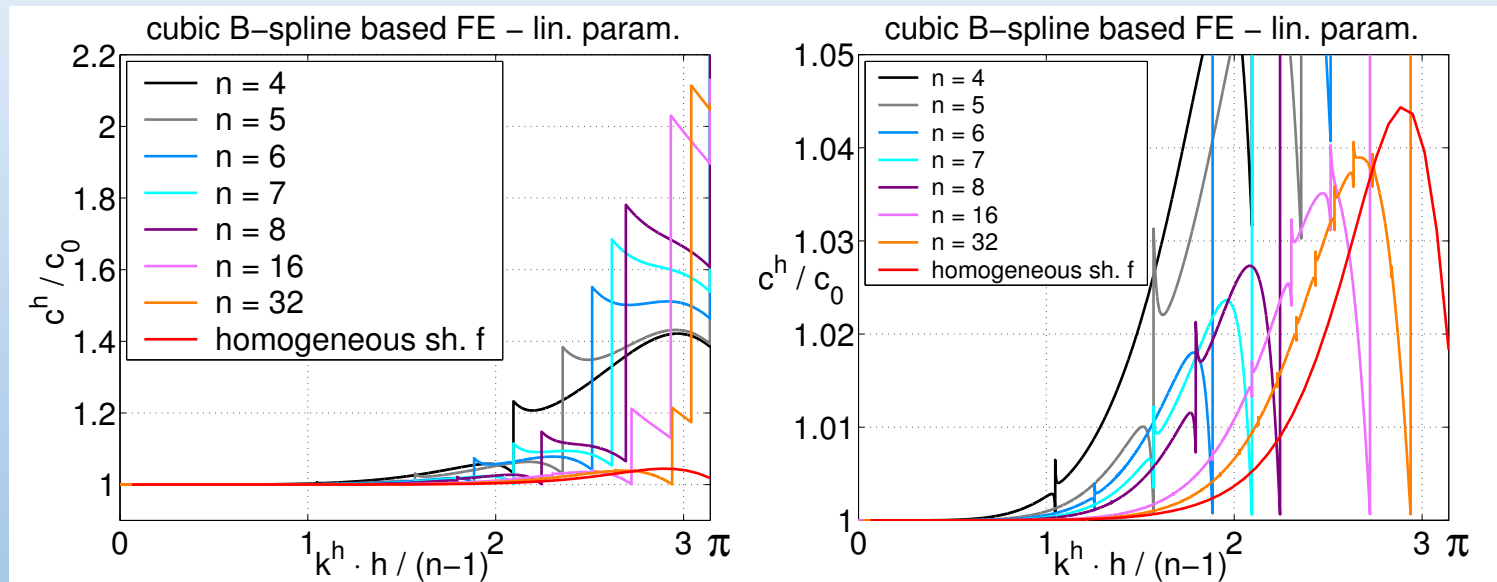 cubic B−spline based FE − lin. param.
2.2
2
1.8
1.6
1.4
1.2
1
c^h / c_0
n = 4
n = 5
n = 6
n = 7
n = 8
n = 16
n = 32
homogeneous sh. f
0
1
2
3
π
k^h · h / (n−1)
cubic B−spline based FE − lin. param.
1.05
1.04
1.03
1.02
1.01
1
c^h / c_0
n = 4
n = 5
n = 6
n = 7
n = 8
n = 16
n = 32
homogeneous sh. f
0
1
2
3
π
k^h · h / (n−1)